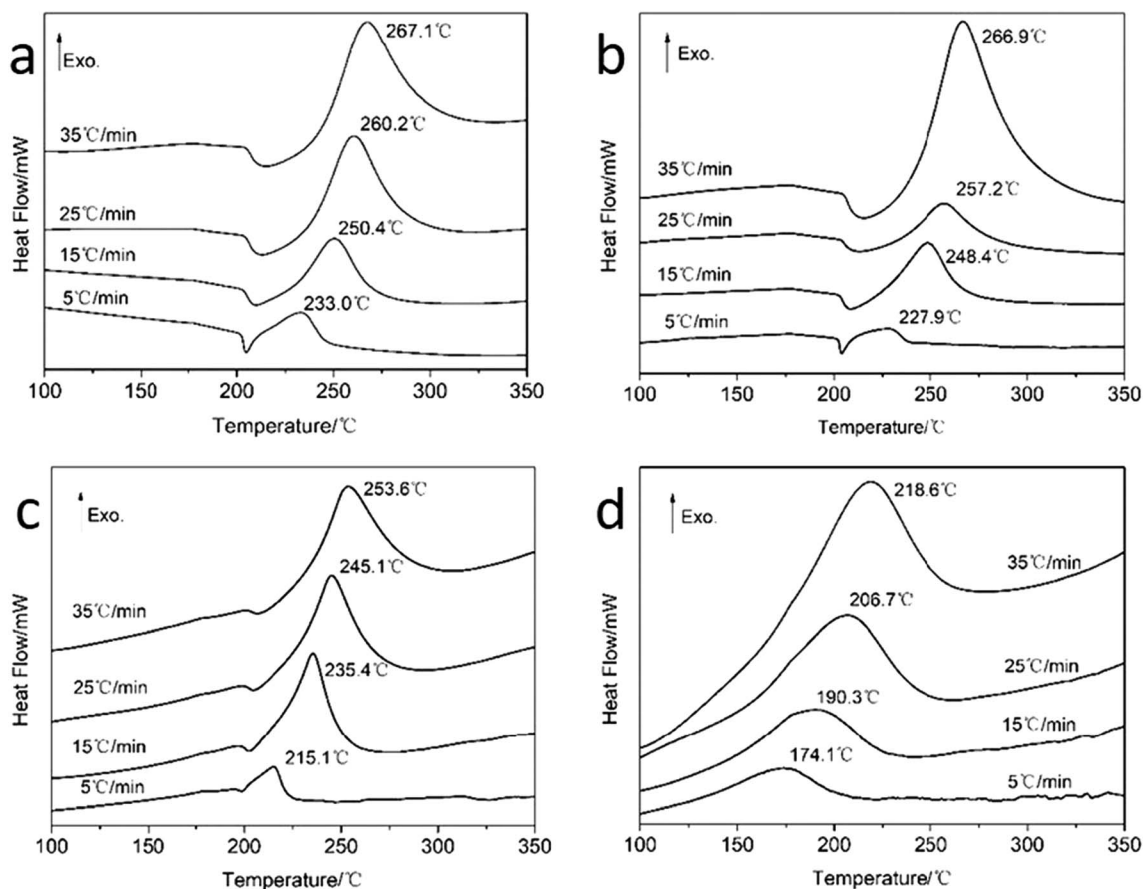 a
Exo.
Heat Flow/mW
35℃/min
25℃/min
15℃/min
5℃/min
267.1℃
260.2℃
250.4℃
233.0℃
100 150 200 250 300 350
Temperature/℃
b
Exo.
Heat Flow/mW
35℃/min
25℃/min
15℃/min
5℃/min
266.9℃
257.2℃
248.4℃
227.9℃
100 150 200 250 300 350
Temperature/℃
c
Exo.
Heat Flow/mW
35℃/min
25℃/min
15℃/min
5℃/min
253.6℃
245.1℃
235.4℃
215.1℃
100 150 200 250 300 350
Temperature/℃
d
Exo.
Heat Flow/mW
218.6℃
206.7℃
190.3℃
174.1℃
35℃/min
25℃/min
15℃/min
5℃/min
100 150 200 250 300 350
Temperature/℃